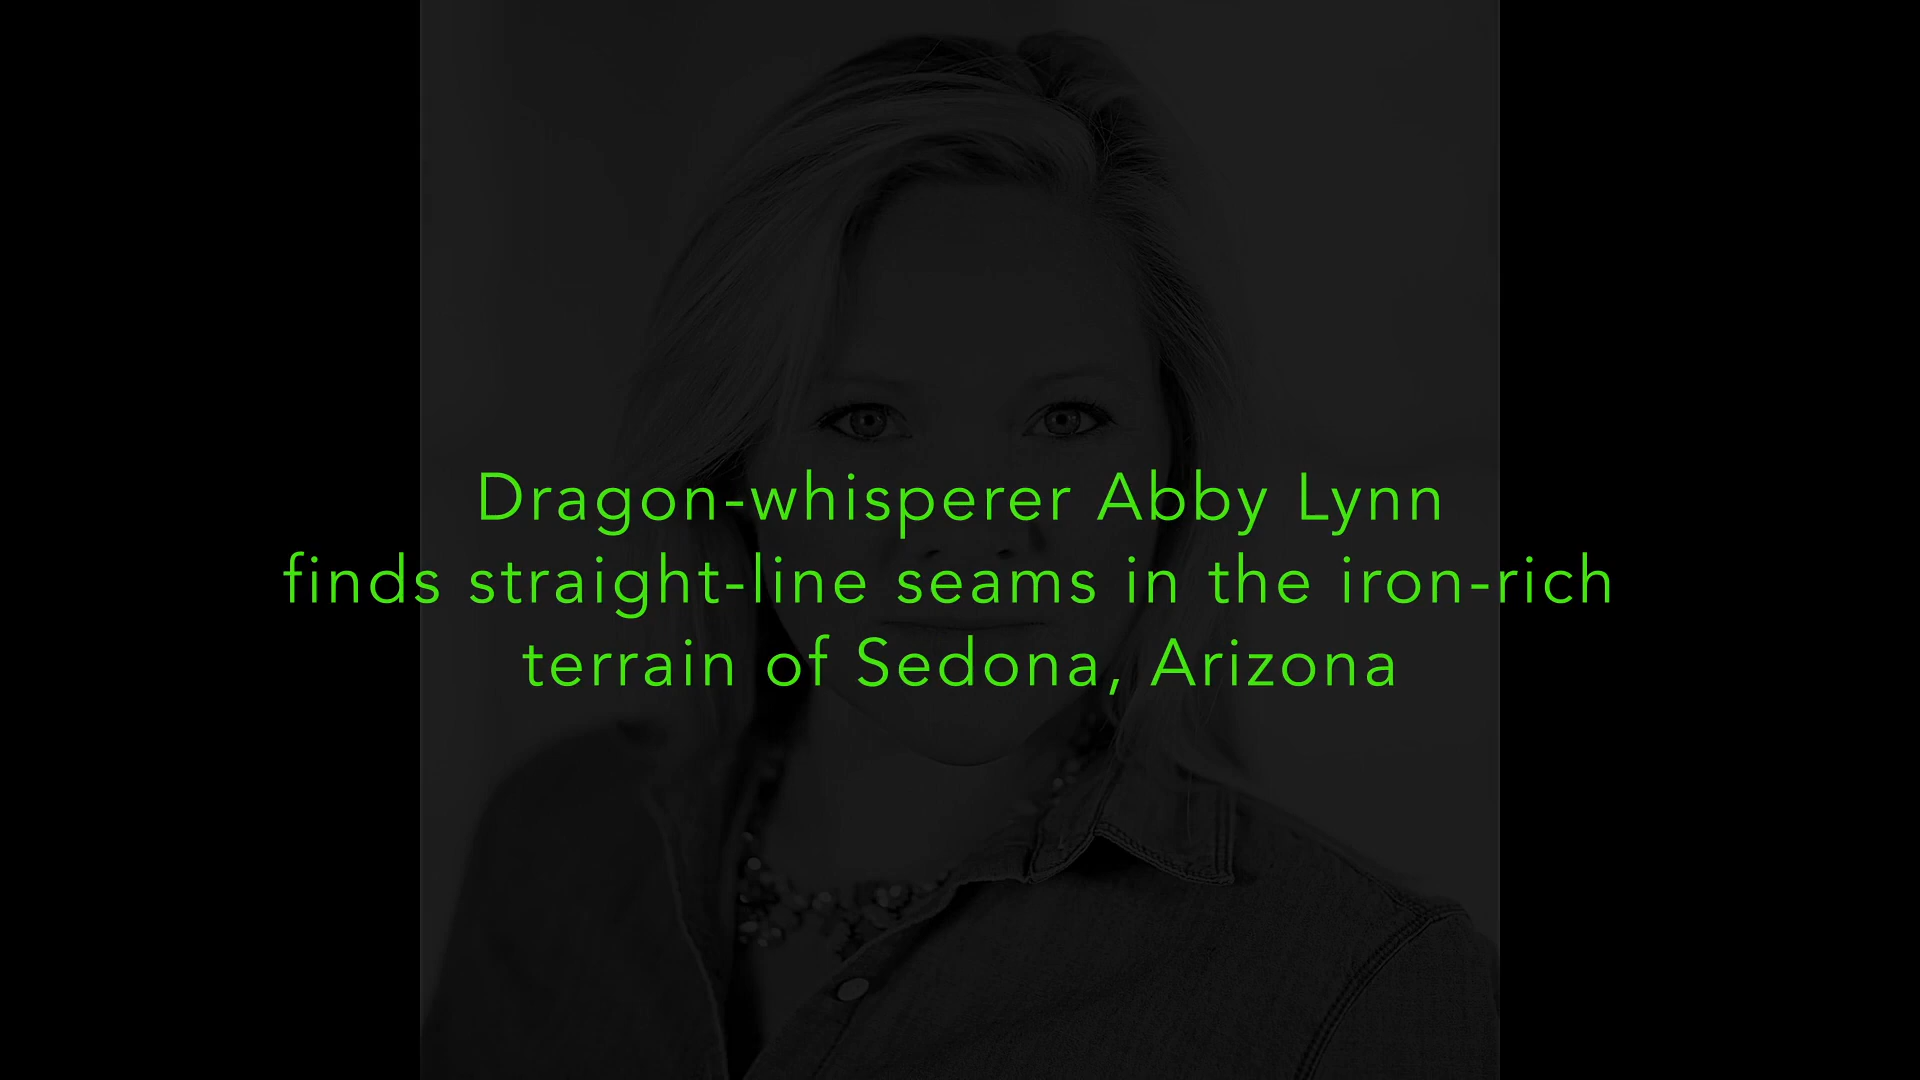 Dragon-whisperer Abby Lynn
finds straight-line seams in the iron-rich
terrain of Sedona, Arizona